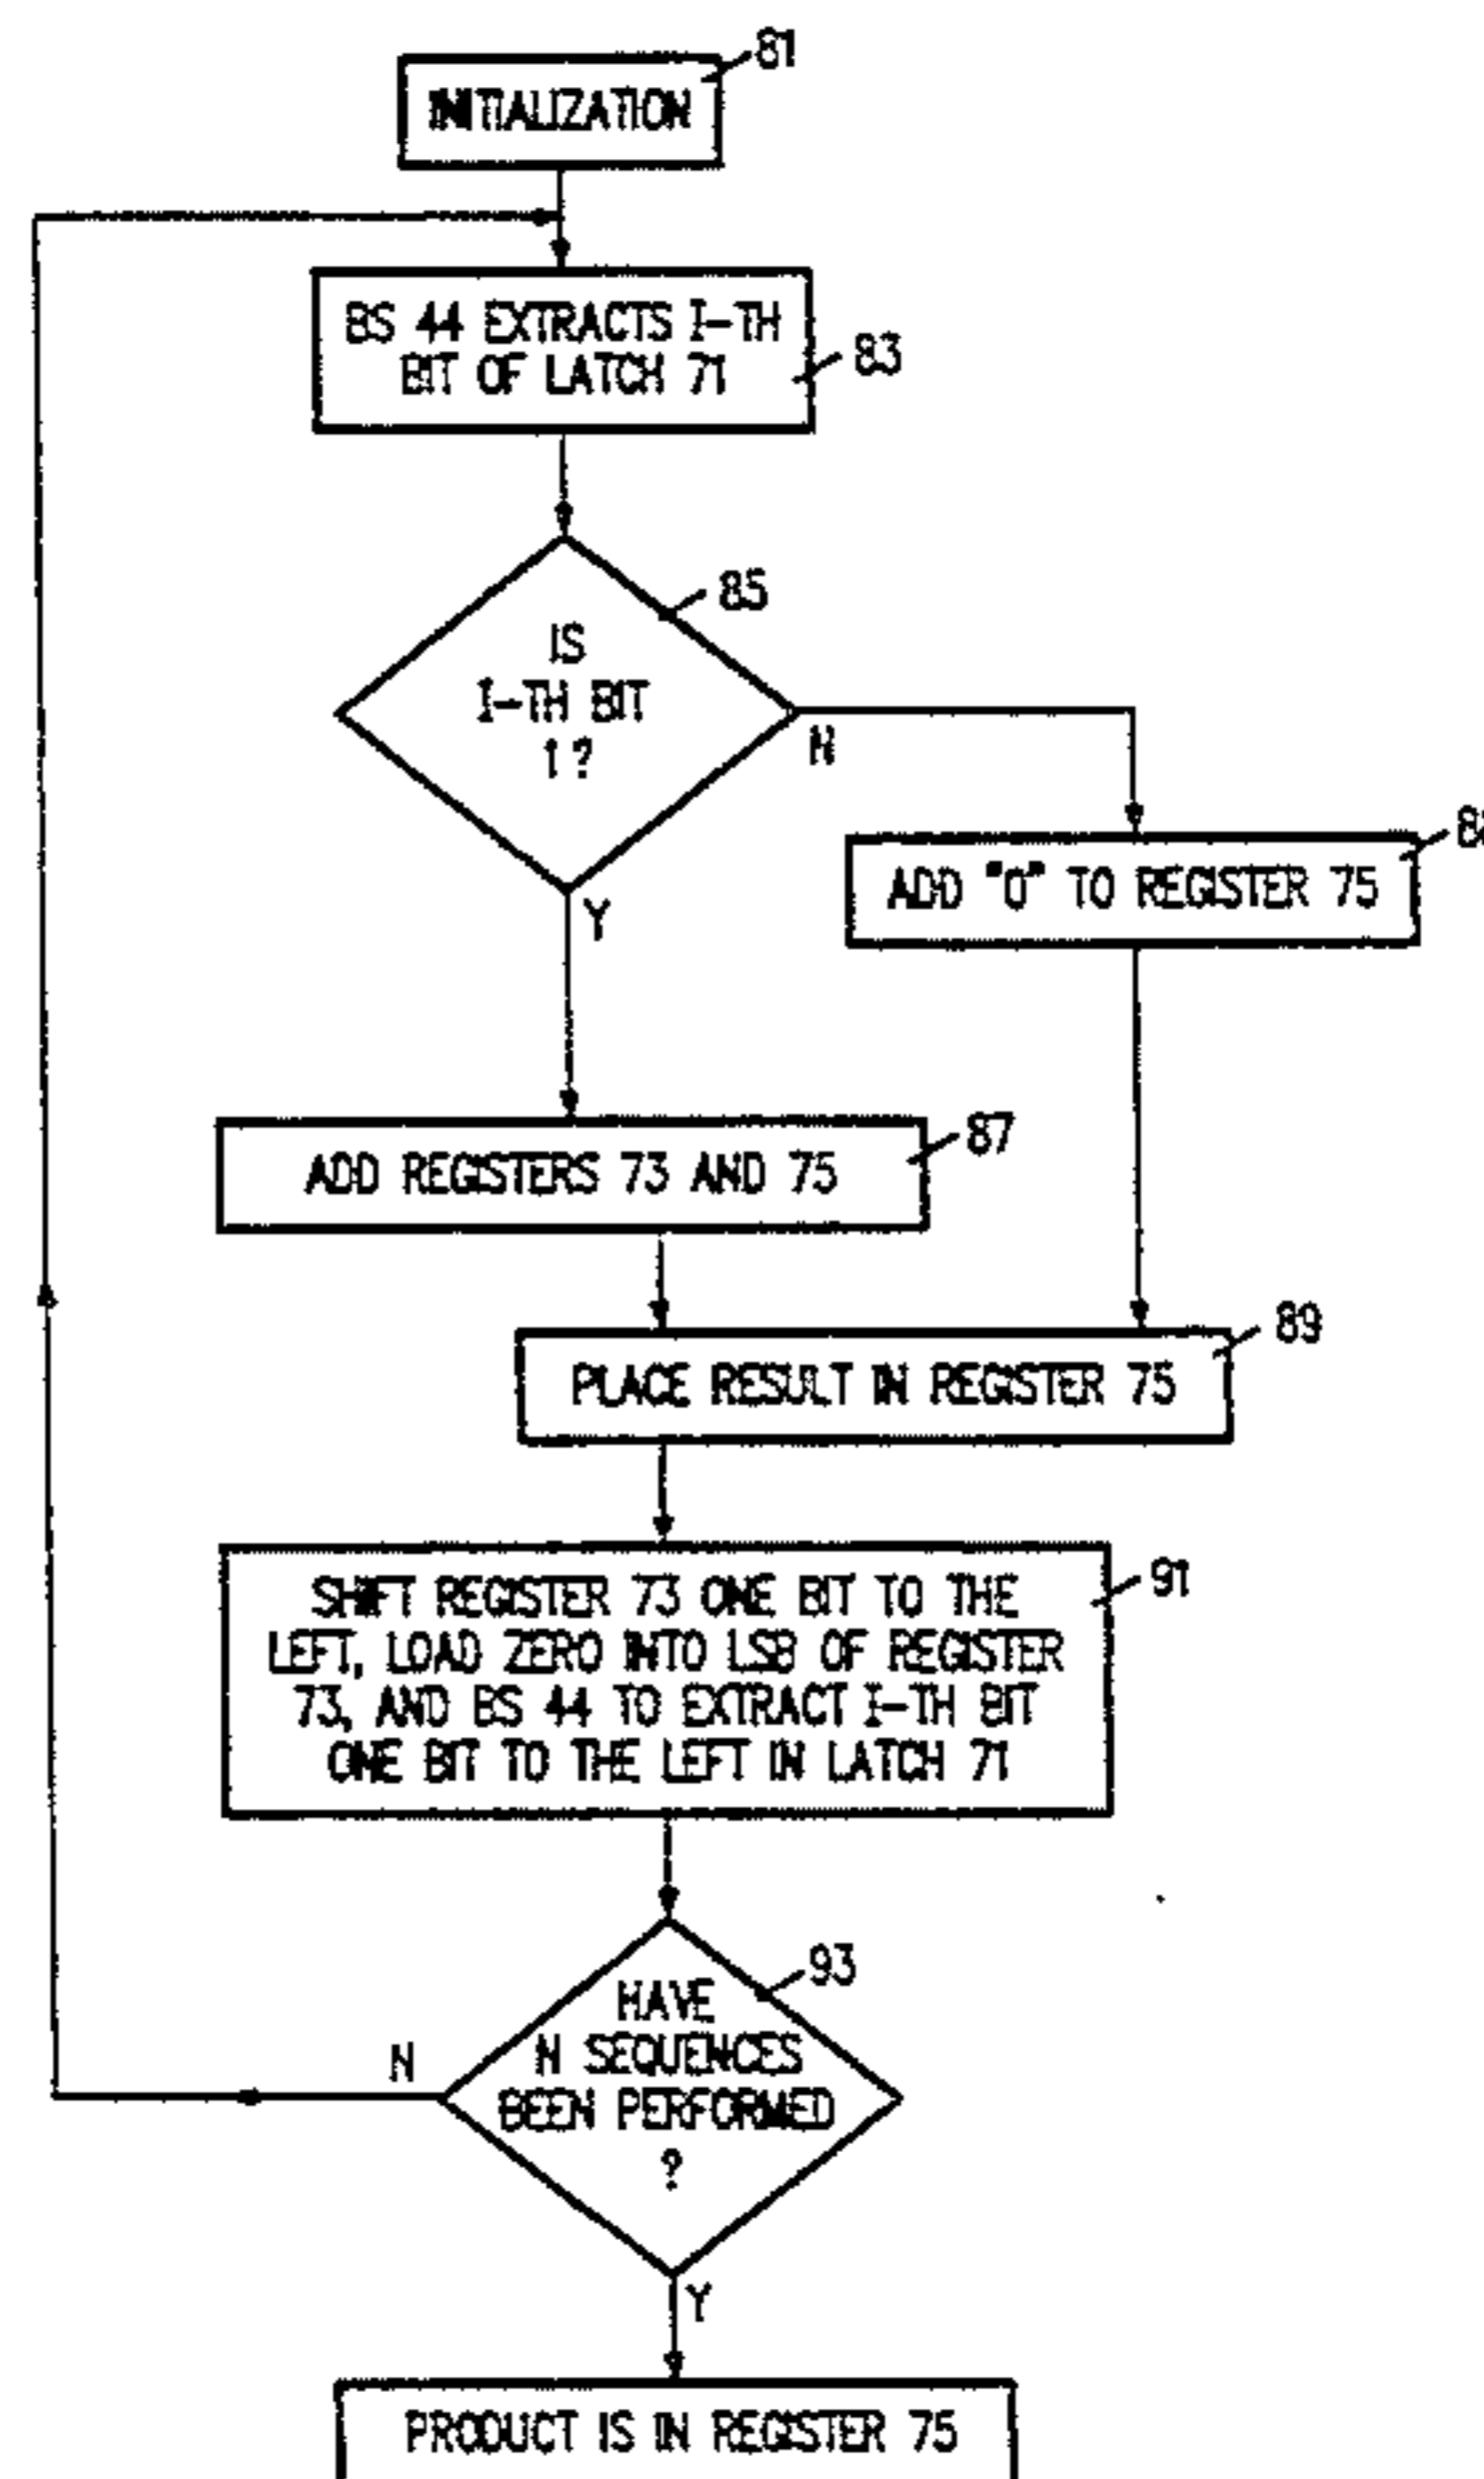 81
INITIALIZATION
BS 44 EXTRACTS I-TH
BIT OF LATCH 71
83
85
IS
I-TH BIT
1?
N
Y
ADD "0" TO REGISTER 75
87
ADD REGISTERS 73 AND 75
89
PLACE RESULT IN REGISTER 75
91
SHIFT REGISTER 73 ONE BIT TO THE
LEFT, LOAD ZERO INTO LSB OF REGISTER
73, AND BS 44 TO EXTRACT I-TH BIT
ONE BIT TO THE LEFT IN LATCH 71
93
HAVE
N SEQUENCES
BEEN PERFORMED
?
N
Y
PRODUCT IS IN REGISTER 75